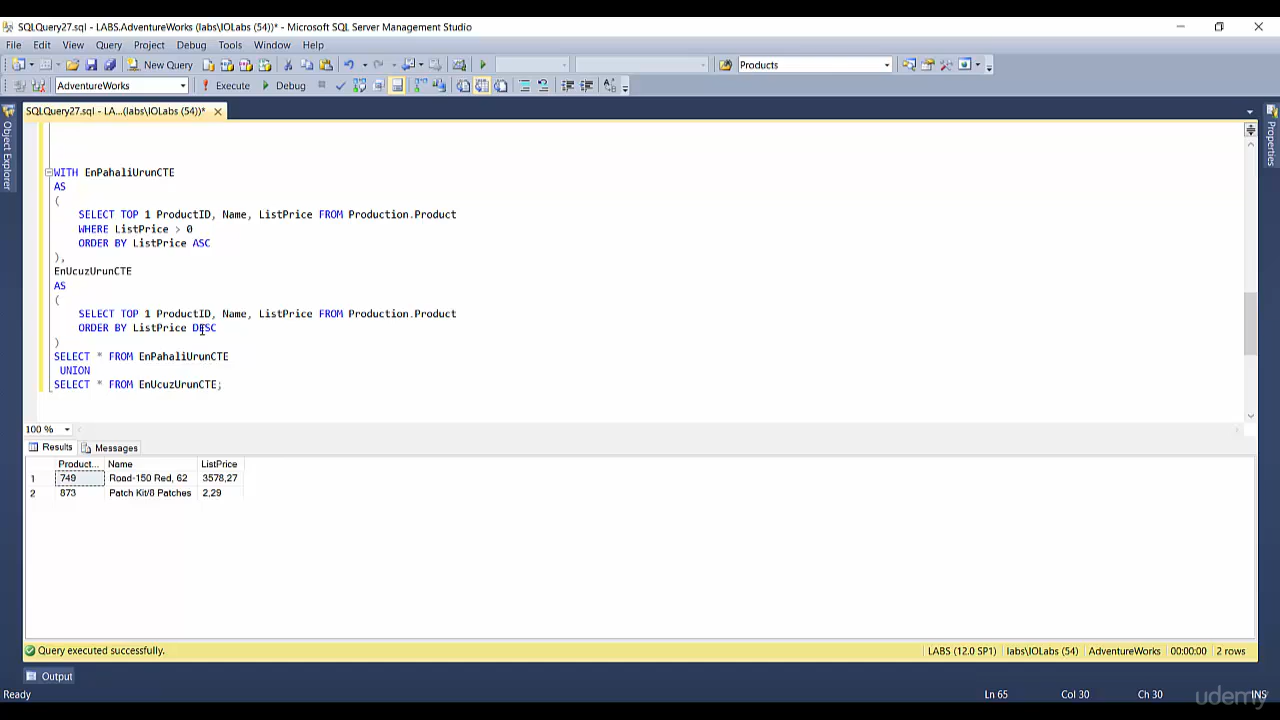 SQLQuery27.sql - LABS.AdventureWorks (labs\IOLabs (54))* - Microsoft SQL Server Management Studio
File Edit View Query Project Debug Tools Window Help
New Query Products
AdventureWorks Execute Debug
SQLQuery27.sql - LA...(labs\IOLabs (54))*
Object Explorer
Properties
WITH EnPahaliUrunCTE
AS
(
SELECT TOP 1 ProductID, Name, ListPrice FROM Production.Product
WHERE ListPrice > 0
ORDER BY ListPrice ASC
),
EnUcuzUrunCTE
AS
(
SELECT TOP 1 ProductID, Name, ListPrice FROM Production.Product
ORDER BY ListPrice DESC
)
SELECT * FROM EnPahaliUrunCTE
UNION
SELECT * FROM EnUcuzUrunCTE;
100 %
Results Messages
Product... Name ListPrice
1 749 Road-150 Red, 62 3578,27
2 873 Patch Kit/8 Patches 2,29
Query executed successfully. LABS (12.0 SP1) labs\IOLabs (54) AdventureWorks 00:00:00 2 rows
Output
Ready Ln 65 Col 30 Ch 30 INS
udemy